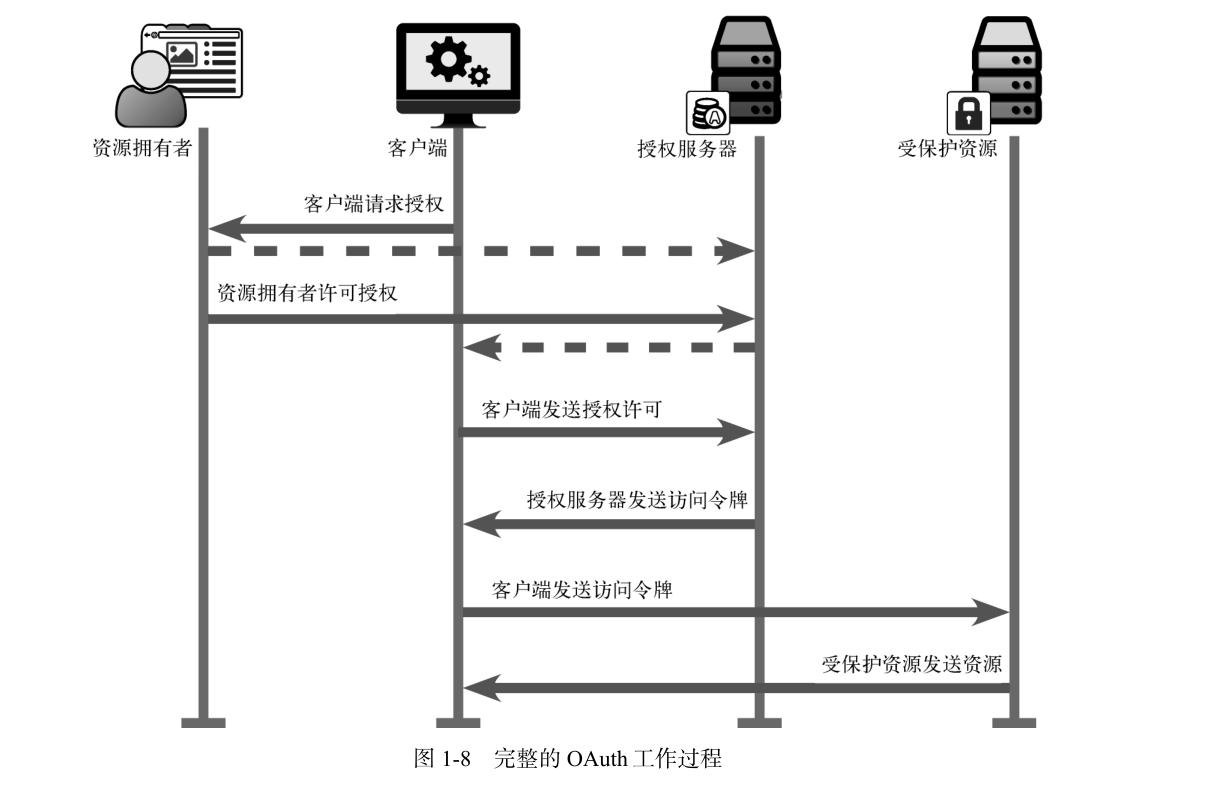 资源拥有者
客户端
授权服务器
受保护资源
客户端请求授权
资源拥有者许可授权
客户端发送授权许可
授权服务器发送访问令牌
客户端发送访问令牌
受保护资源发送资源
图 1-8 完整的 OAuth 工作过程